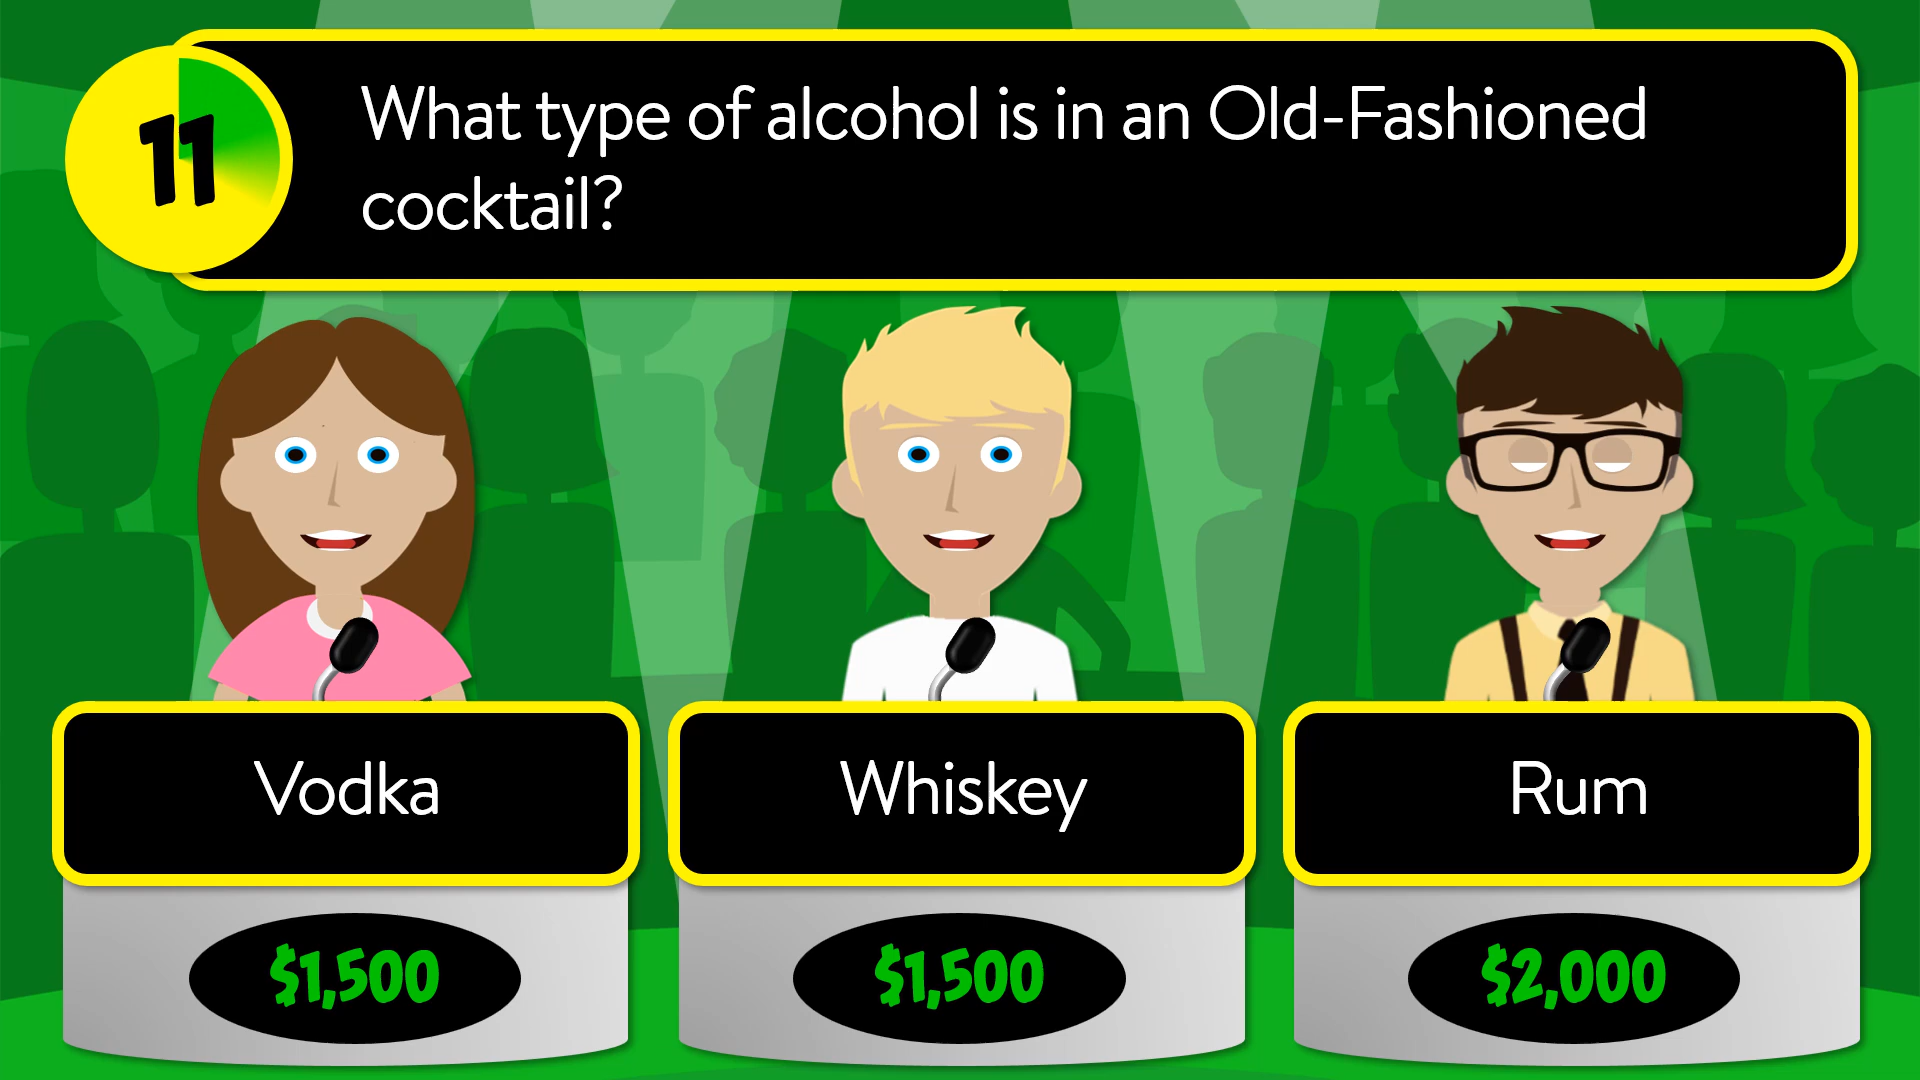 11
What type of alcohol is in an Old-Fashioned
cocktail?
Vodka
Whiskey
Rum
$1,500
$1,500
$2,000